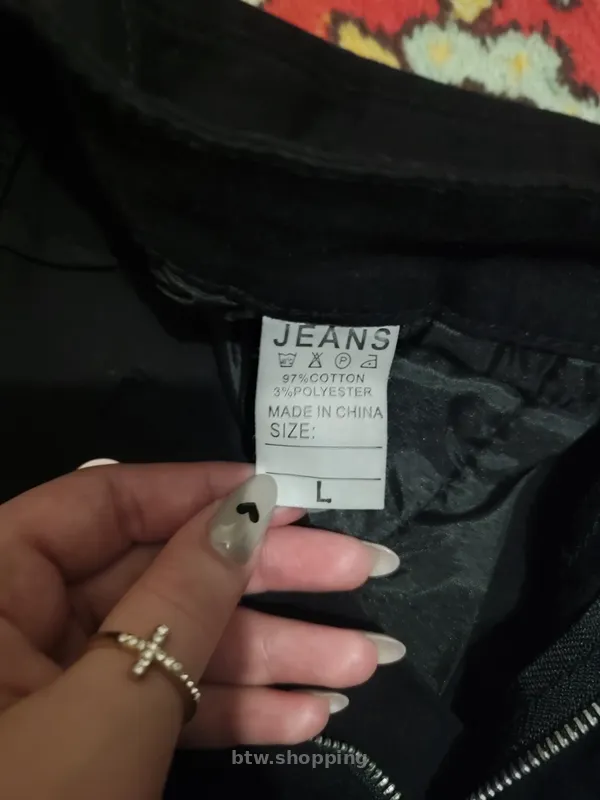 JEANS
97%COTTON
3%POLYESTER
MADE IN CHINA
SIZE:
L
btw.shopping